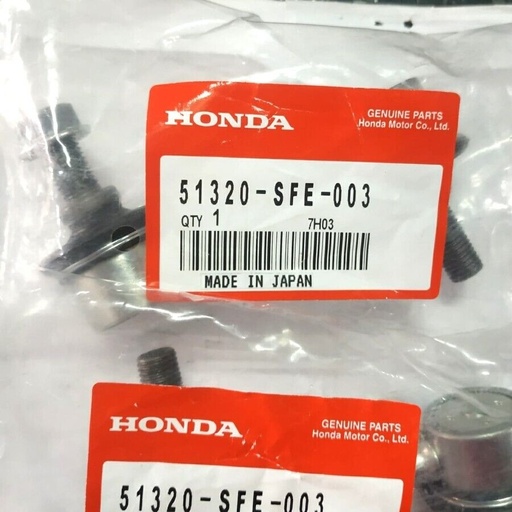 HONDA
GENUINE PARTS
Honda Motor Co., Ltd.
51320-SFE-003
QTY 1 7H03
MADE IN JAPAN
HONDA
GENUINE PARTS
Honda Motor Co., Ltd.
51320-SFE-003